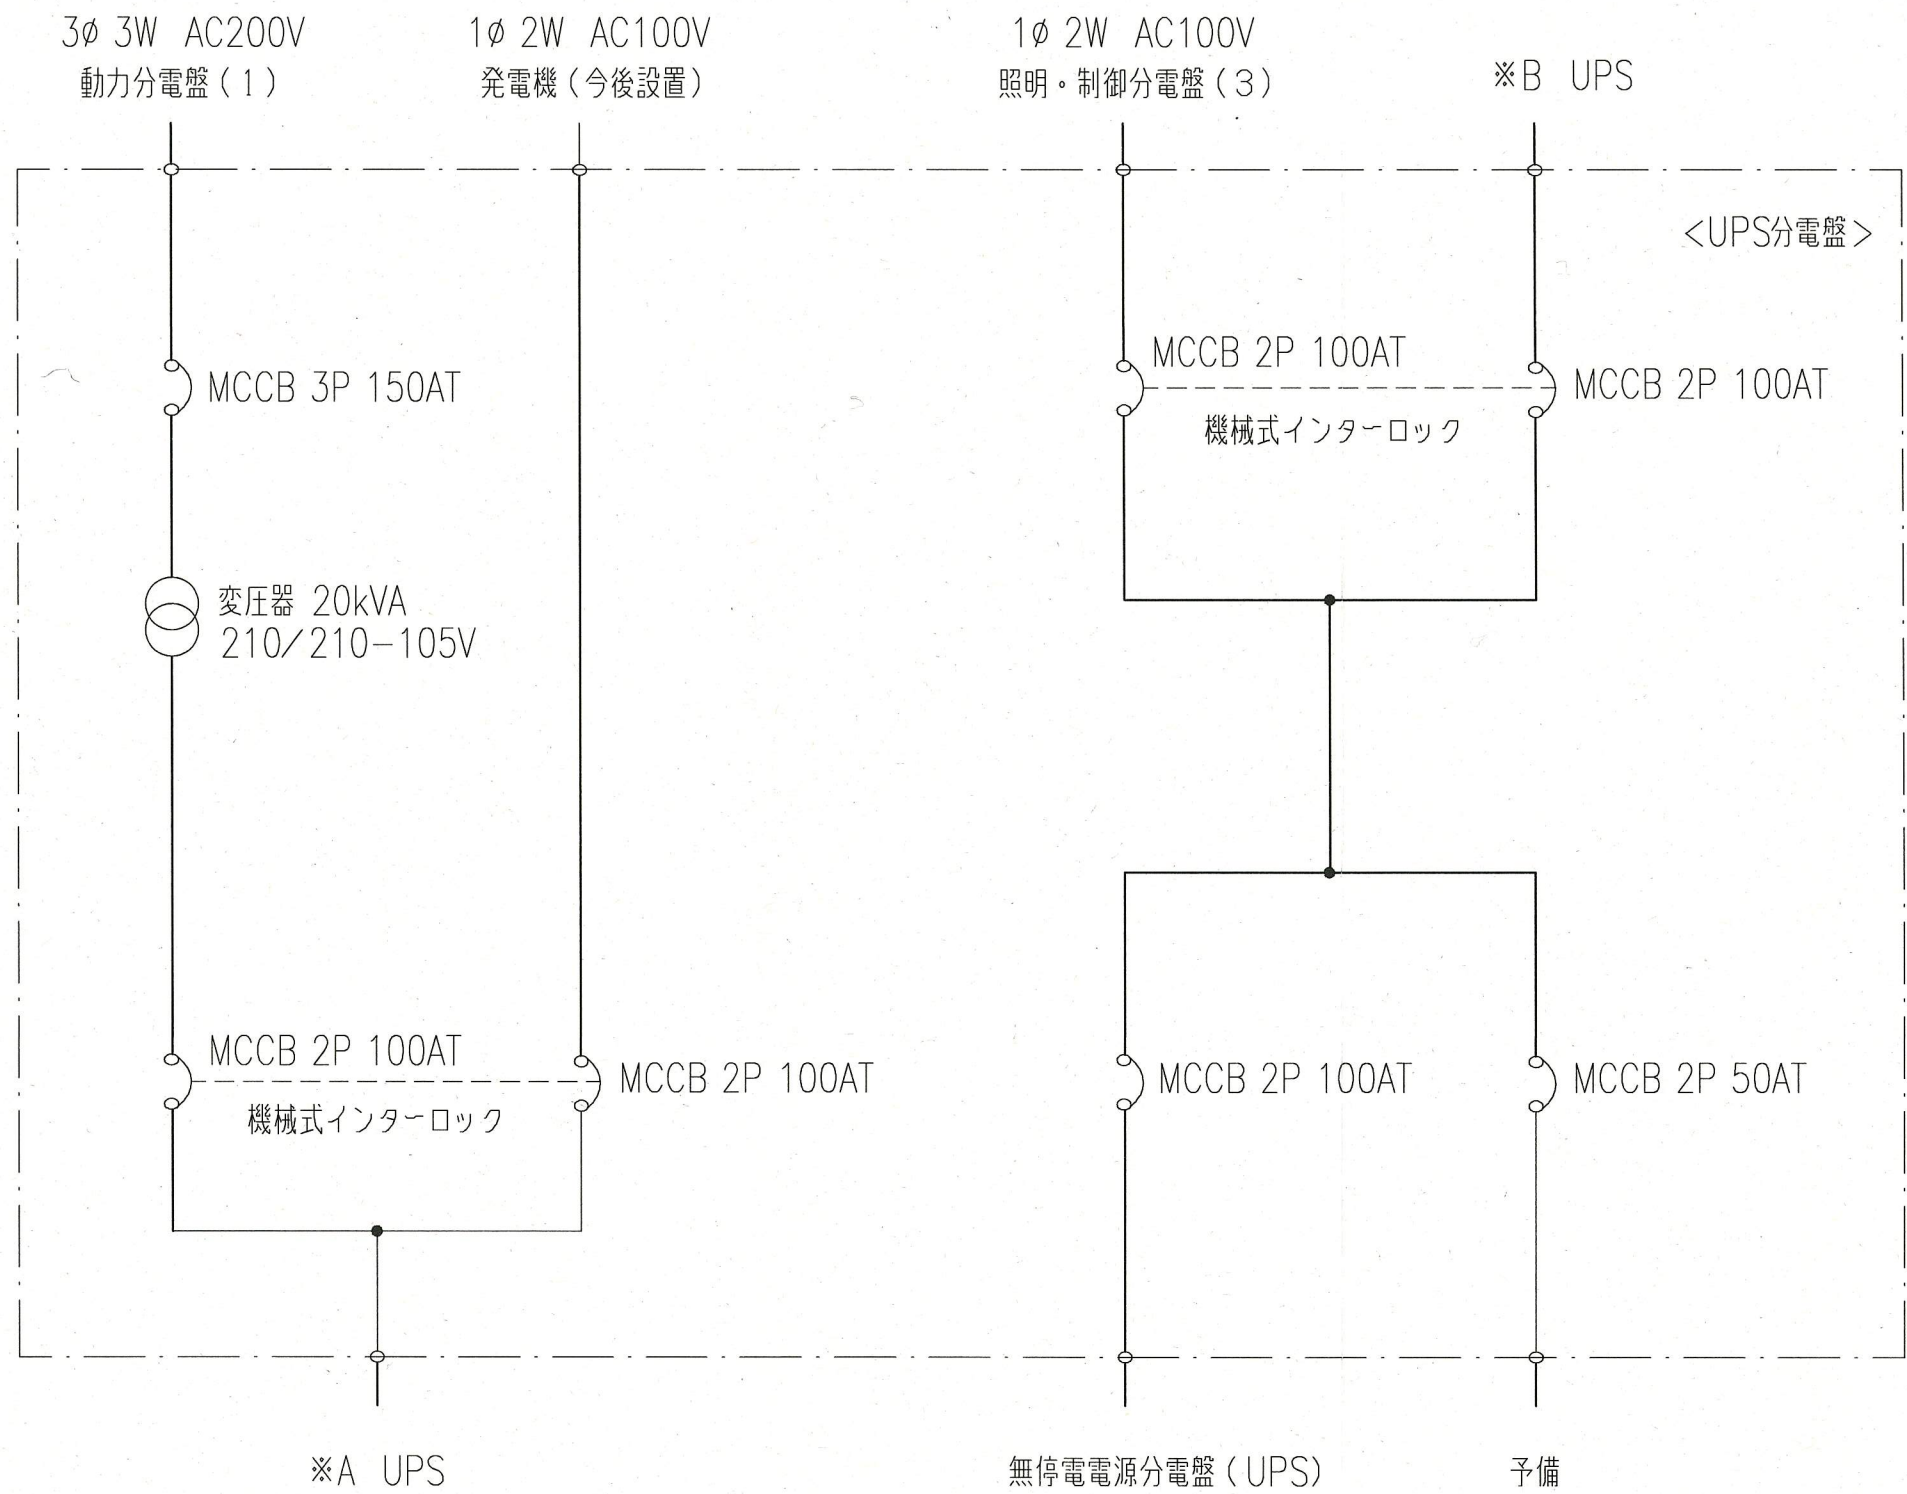 3φ 3W AC200V
動力分電盤(1)
1φ 2W AC100V
発電機(今後設置)
1φ 2W AC100V
照明・制御分電盤(3)
※B UPS
<UPS分電盤>
MCCB 3P 150AT
MCCB 2P 100AT
機械式インターロック
MCCB 2P 100AT
変圧器 20kVA
210/210-105V
MCCB 2P 100AT
機械式インターロック
MCCB 2P 100AT
MCCB 2P 100AT
MCCB 2P 50AT
※A UPS
無停電電源分電盤(UPS)
予備